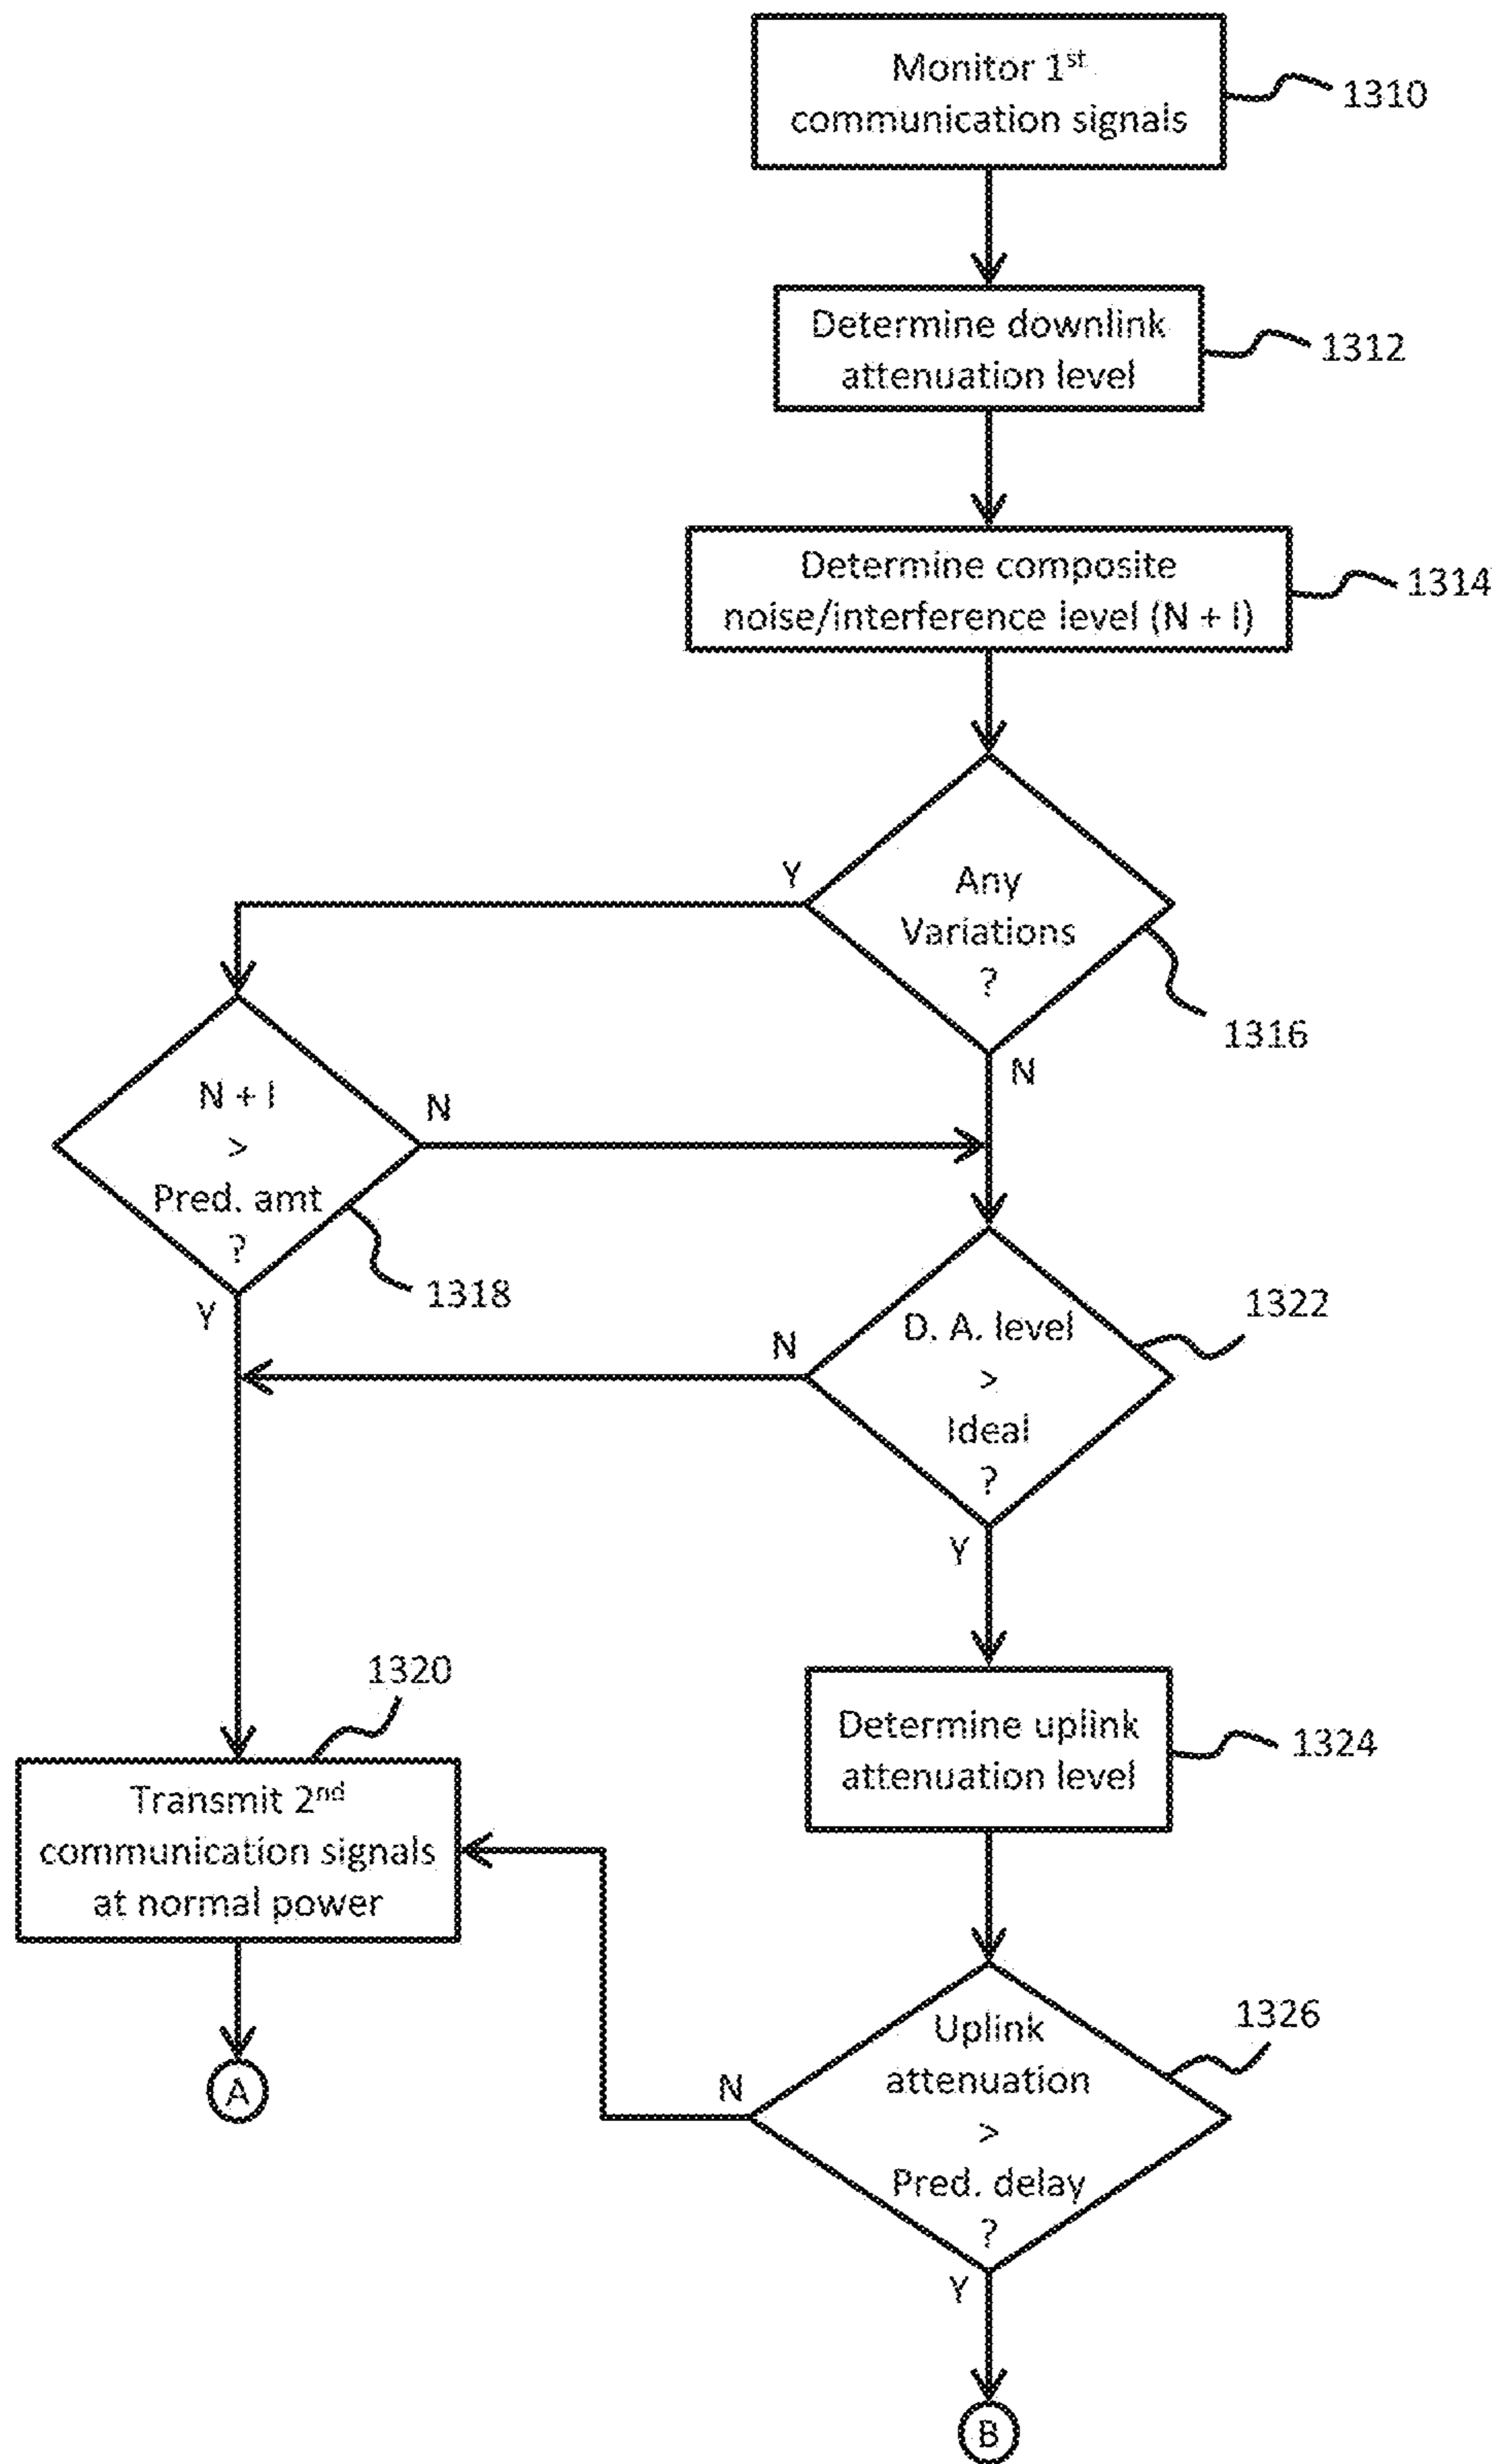 Monitor 1st
communication signals
1310
Determine downlink
attenuation level
1312
Determine composite
noise/interference level (N + I)
1314
Y
Any
Variations
?
1316
N
N + I
>
Pred. amt
?
N
1318
Y
D. A. level
>
Ideal
?
1322
N
Y
1320
Transmit 2nd
communication signals
at normal power
Determine uplink
attenuation level
1324
A
Uplink
attenuation
>
Pred. delay
?
1326
N
Y
B